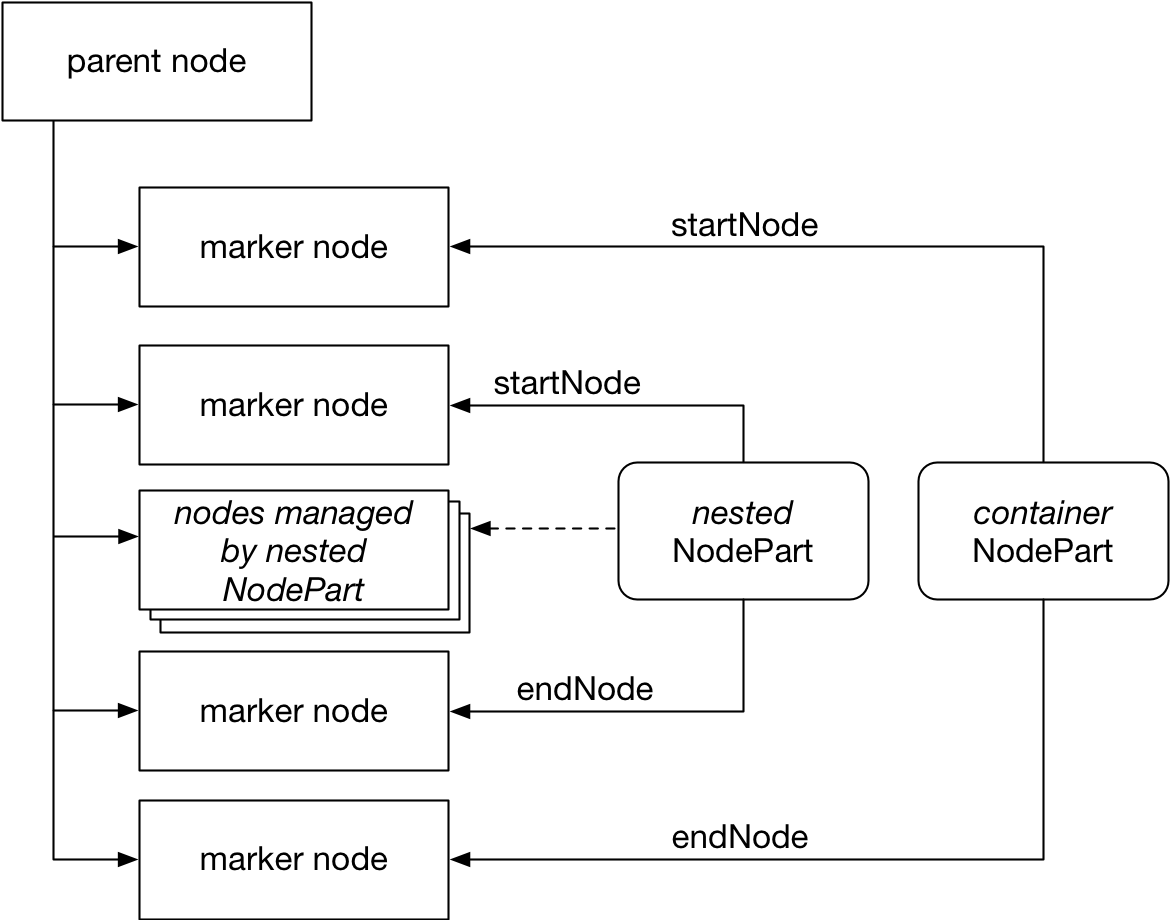 parent node
marker node
startNode
marker node
startNode
nodes managed
by nested
NodePart
nested
NodePart
container
NodePart
marker node
endNode
marker node
endNode